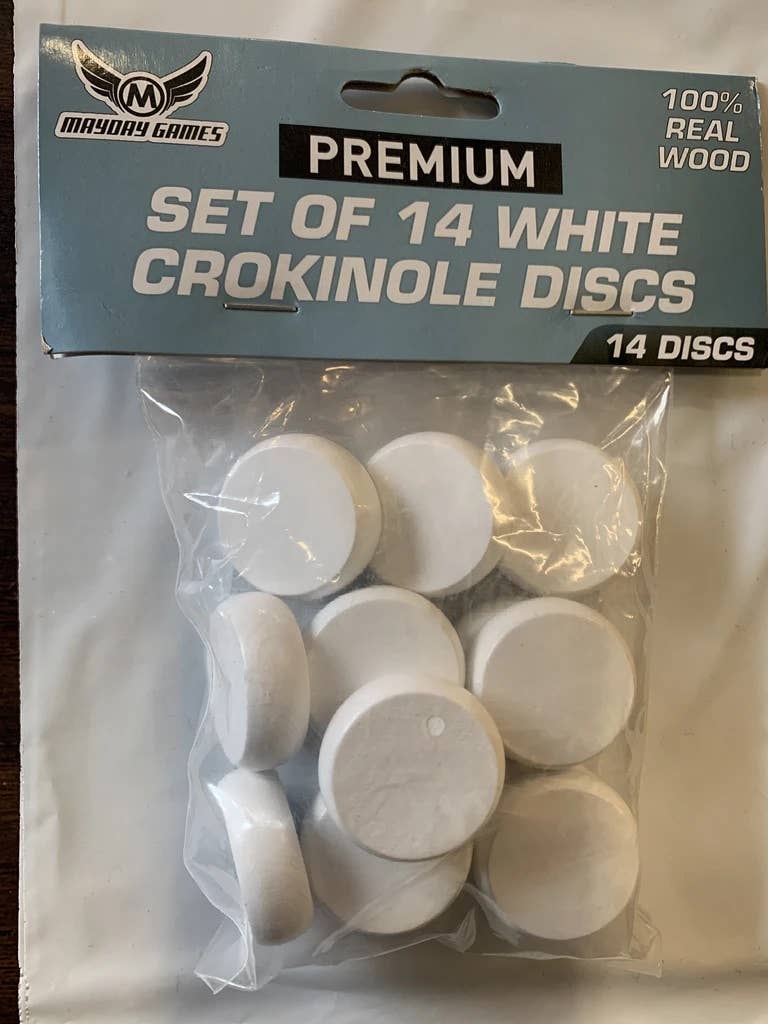 M
MAYDAY GAMES
100%
REAL
WOOD
PREMIUM
SET OF 14 WHITE
CROKINOLE DISCS
14 DISCS